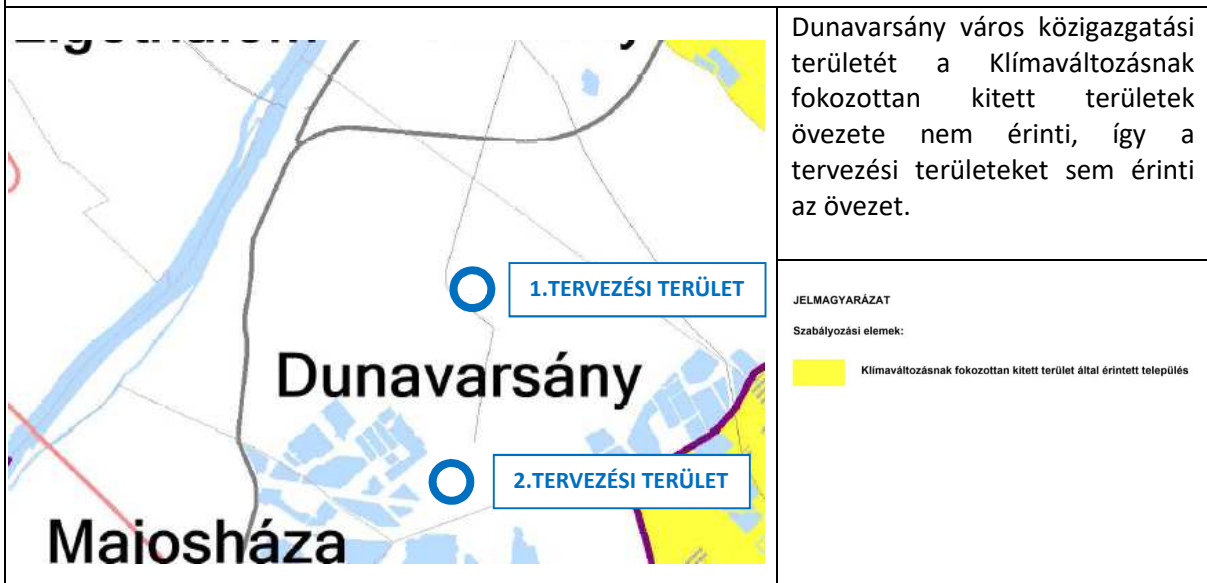 Dunavarsány város közigazgatási
területét a Klímaváltozásnak
fokozottan kitett területek
övezete nem érinti, így a
tervezési területeket sem érinti
az övezet.
1.TERVEZÉSI TERÜLET
Dunavarsány
2.TERVEZÉSI TERÜLET
Majosháza
JELMAGYARÁZAT
Szabályozási elemek:
Klímaváltozásnak fokozottan kitett terület által érintett település